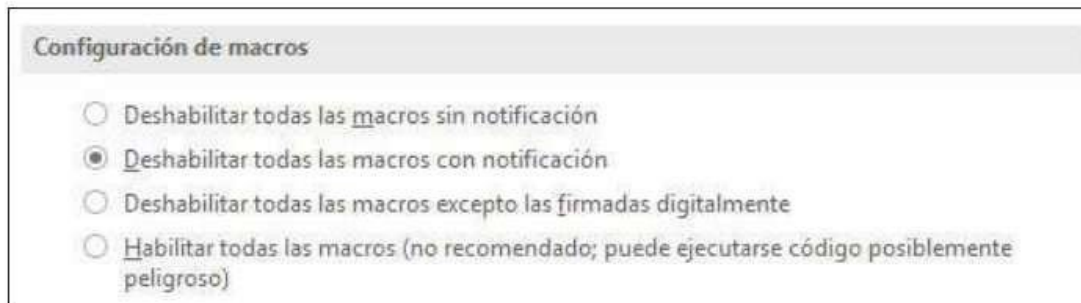 Configuración de macros
Deshabilitar todas las macros sin notificación
Deshabilitar todas las macros con notificación
Deshabilitar todas las macros excepto las firmadas digitalmente
Habilitar todas las macros (no recomendado; puede ejecutarse código posiblemente
peligroso)